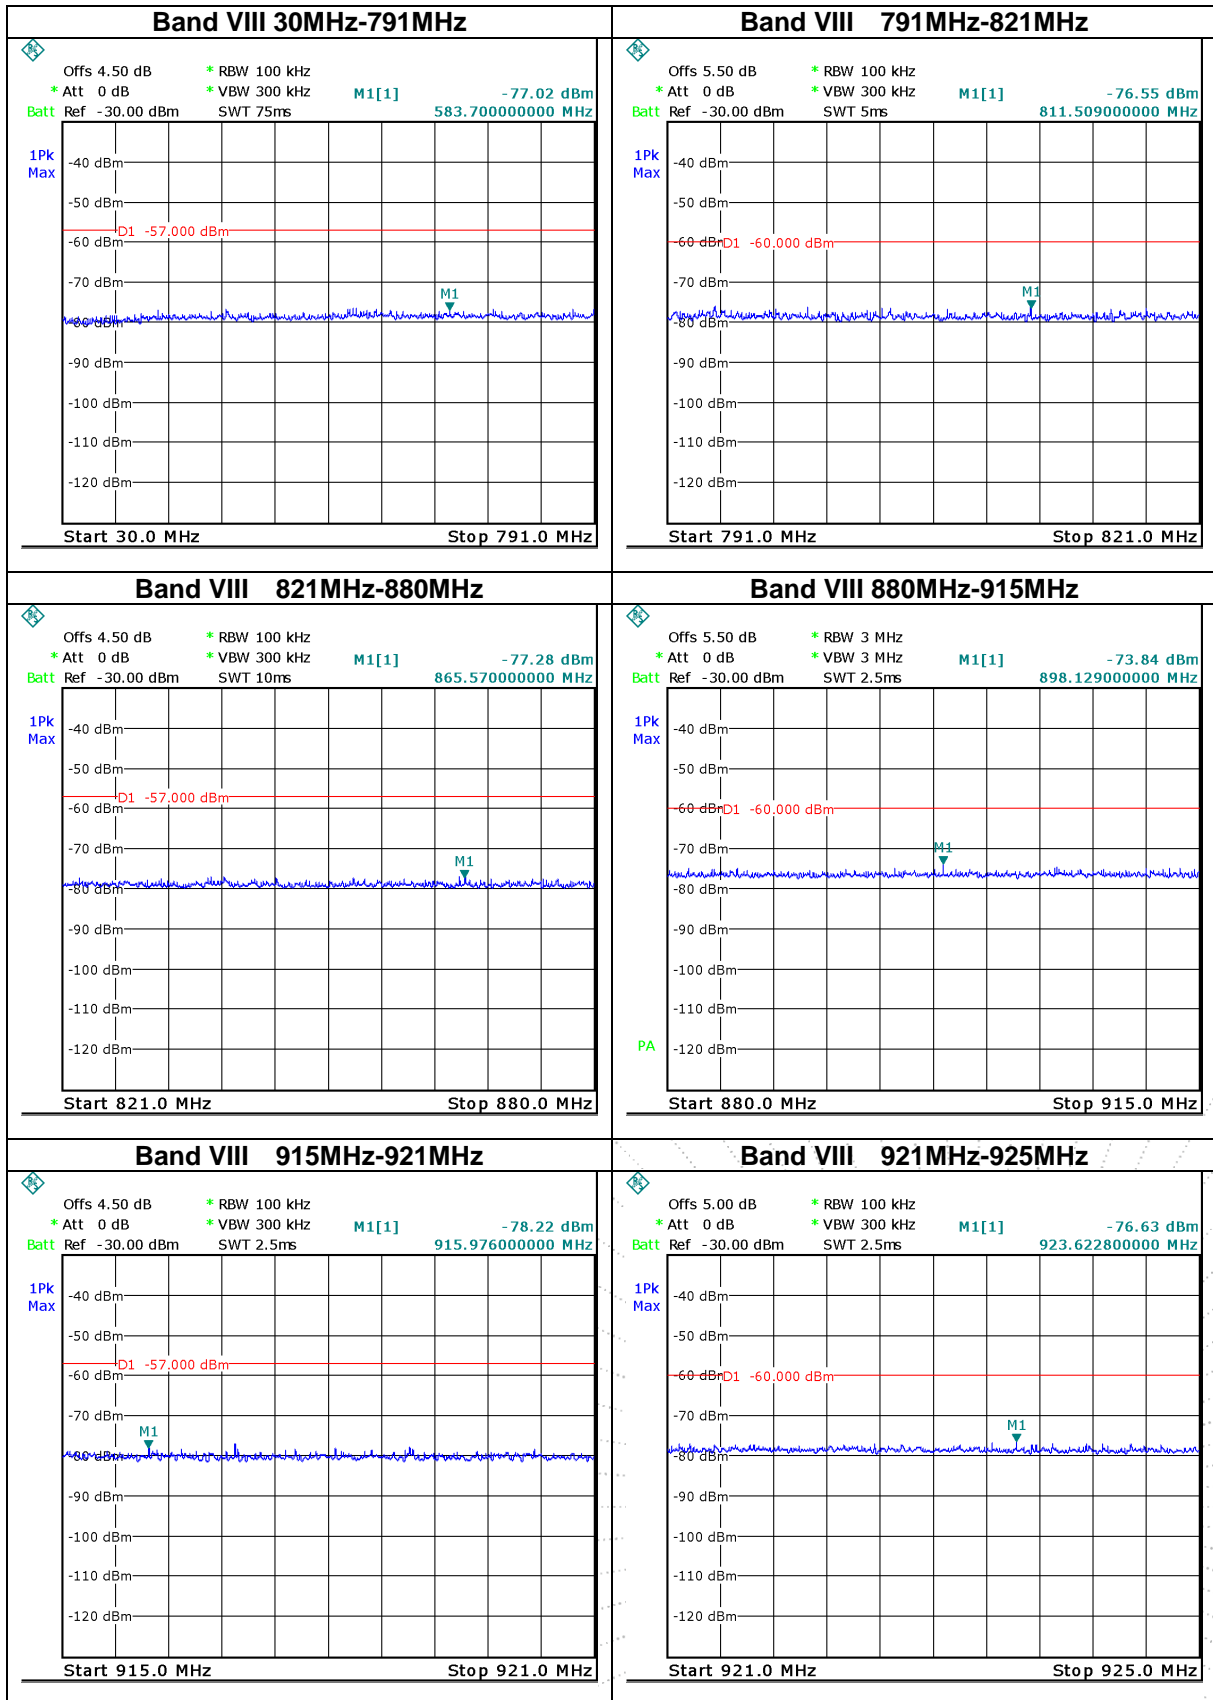 Band VIII 30MHz-791MHz
Offs 4.50 dB * RBW 100 kHz
* Att 0 dB * VBW 300 kHz M1[1] -77.02 dBm
Batt Ref -30.00 dBm SWT 75ms 583.700000000 MHz
1Pk
Max
-40 dBm
-50 dBm
D1 -57.000 dBm
-60 dBm
-70 dBm
M1
-80 dBm
-90 dBm
-100 dBm
-110 dBm
-120 dBm
Start 30.0 MHz Stop 791.0 MHz
Band VIII 791MHz-821MHz
Offs 5.50 dB * RBW 100 kHz
* Att 0 dB * VBW 300 kHz M1[1] -76.55 dBm
Batt Ref -30.00 dBm SWT 5ms 811.509000000 MHz
1Pk
Max
-40 dBm
-50 dBm
-60 dBm D1 -60.000 dBm
-70 dBm
M1
-80 dBm
-90 dBm
-100 dBm
-110 dBm
-120 dBm
Start 791.0 MHz Stop 821.0 MHz
Band VIII 821MHz-880MHz
Offs 4.50 dB * RBW 100 kHz
* Att 0 dB * VBW 300 kHz M1[1] -77.28 dBm
Batt Ref -30.00 dBm SWT 10ms 865.570000000 MHz
1Pk
Max
-40 dBm
-50 dBm
D1 -57.000 dBm
-60 dBm
-70 dBm
M1
-80 dBm
-90 dBm
-100 dBm
-110 dBm
-120 dBm
Start 821.0 MHz Stop 880.0 MHz
Band VIII 880MHz-915MHz
Offs 5.50 dB * RBW 3 MHz
* Att 0 dB * VBW 3 MHz M1[1] -73.84 dBm
Batt Ref -30.00 dBm SWT 2.5ms 898.129000000 MHz
1Pk
Max
-40 dBm
-50 dBm
-60 dBm D1 -60.000 dBm
-70 dBm
M1
-80 dBm
-90 dBm
-100 dBm
-110 dBm
PA -120 dBm
Start 880.0 MHz Stop 915.0 MHz
Band VIII 915MHz-921MHz
Offs 4.50 dB * RBW 100 kHz
* Att 0 dB * VBW 300 kHz M1[1] -78.22 dBm
Batt Ref -30.00 dBm SWT 2.5ms 915.976000000 MHz
1Pk
Max
-40 dBm
-50 dBm
D1 -57.000 dBm
-60 dBm
-70 dBm
M1
-80 dBm
-90 dBm
-100 dBm
-110 dBm
-120 dBm
Start 915.0 MHz Stop 921.0 MHz
Band VIII 921MHz-925MHz
Offs 5.00 dB * RBW 100 kHz
* Att 0 dB * VBW 300 kHz M1[1] -76.63 dBm
Batt Ref -30.00 dBm SWT 2.5ms 923.622800000 MHz
1Pk
Max
-40 dBm
-50 dBm
-60 dBm D1 -60.000 dBm
-70 dBm
M1
-80 dBm
-90 dBm
-100 dBm
-110 dBm
-120 dBm
Start 921.0 MHz Stop 925.0 MHz